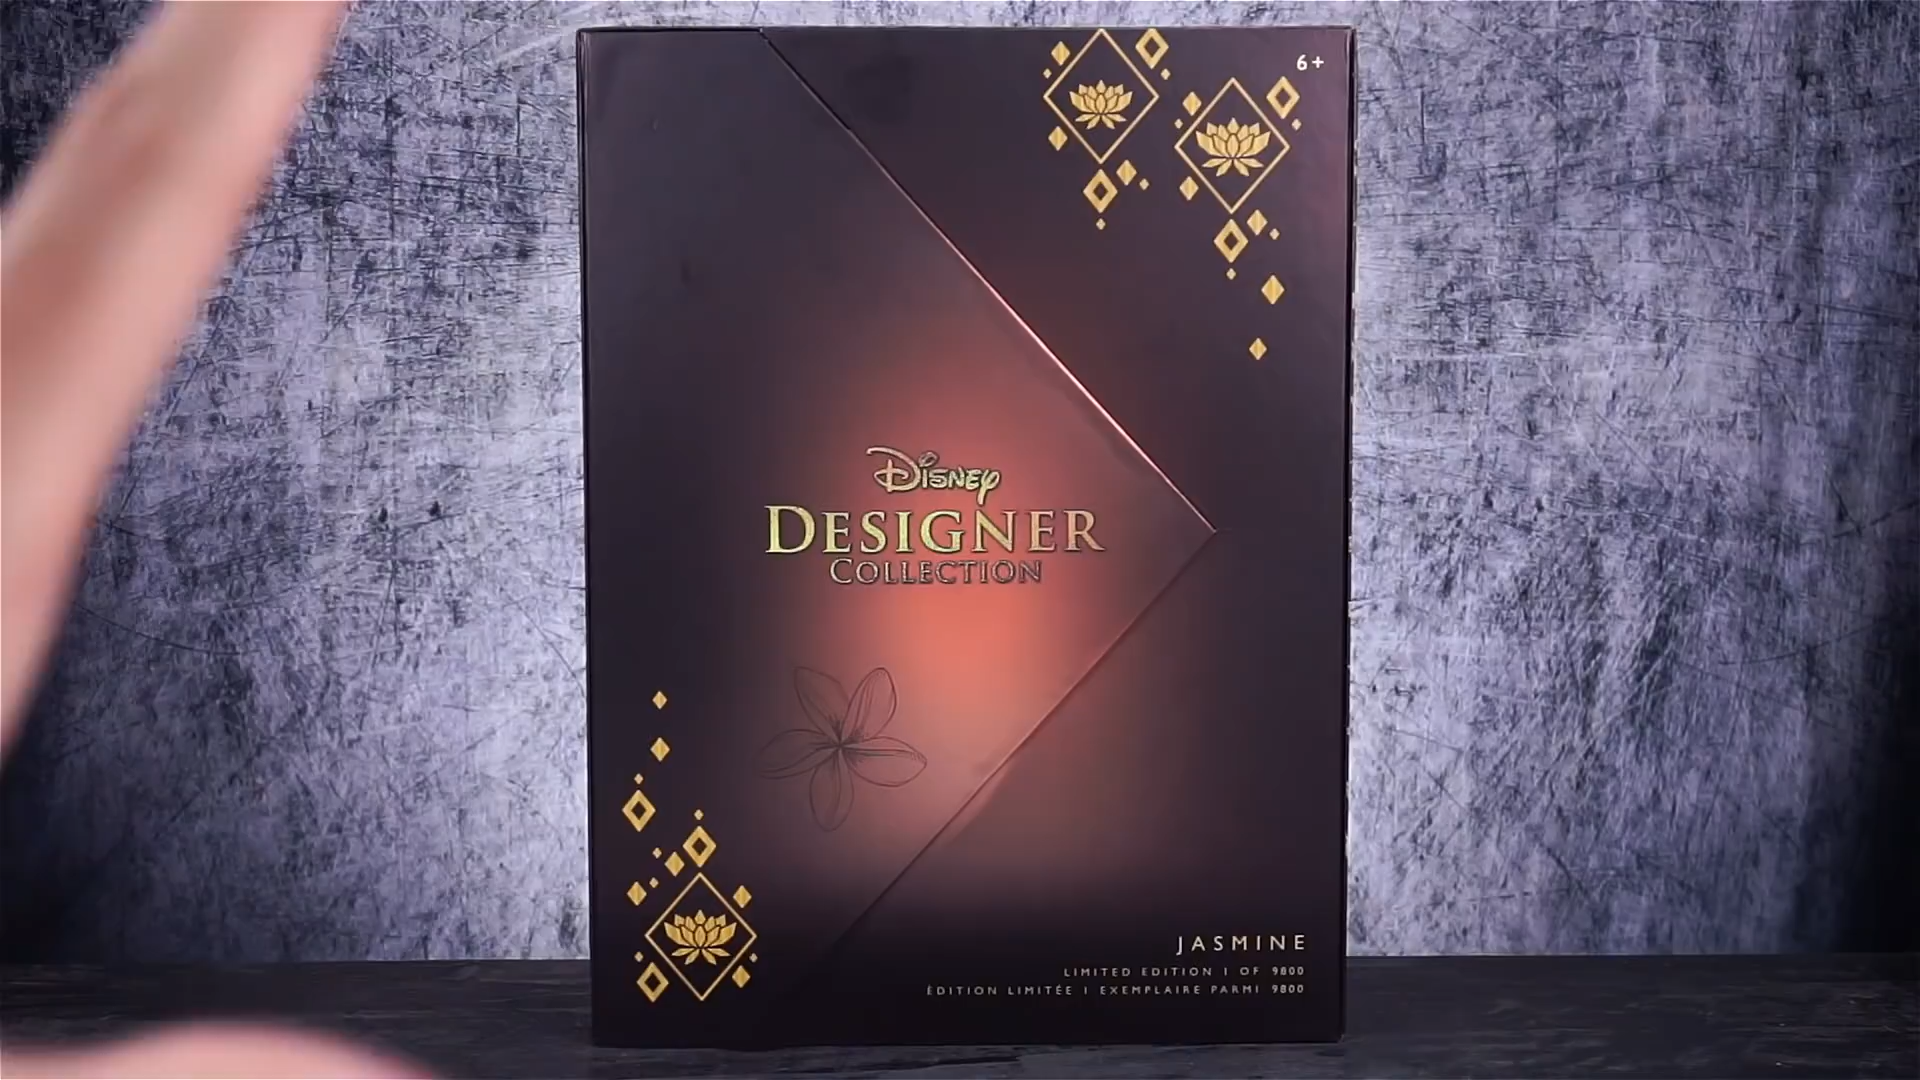 6+
Disney
DESIGNER
COLLECTION
JASMINE
LIMITED EDITION 1 OF 9800
ÉDITION LIMITÉE 1 EXEMPLAIRE PARMI 9800